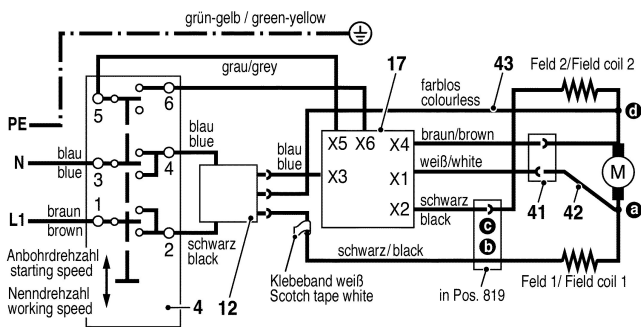 grün-gelb / green-yellow
grau/grey
17
43
Feld 2/Field coil 2
farblos
colourless
PE
5
6
X5
X6
X4
braun/brown
d
N
blau
blue
3
4
blau
blue
blau
blue
X3
X1
weiß/white
M
L1
braun
brown
1
2
schwarz
black
X2
schwarz
black
41
42
a
c
b
Anbohrdrehzahl
starting speed
Nenndrehzahl
working speed
4
12
Klebeband weiß
Scotch tape white
schwarz/black
in Pos. 819
Feld 1/ Field coil 1